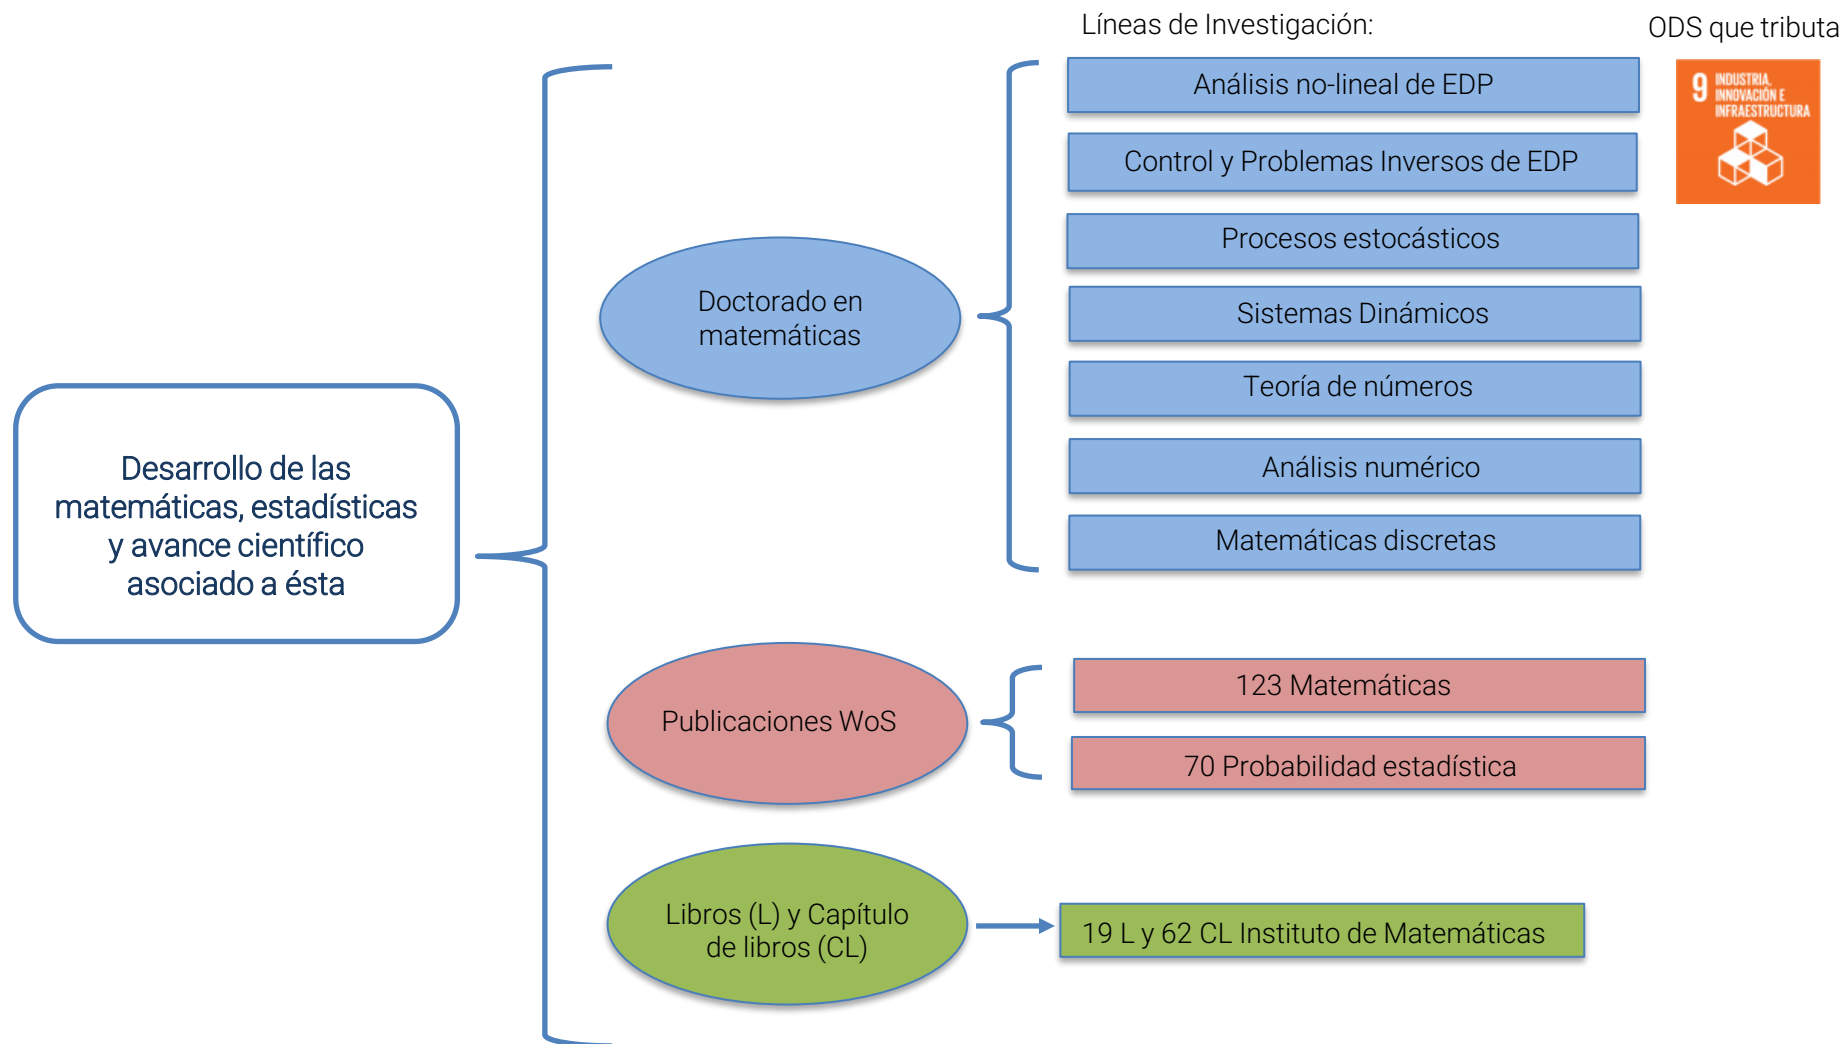 Líneas de Investigación:
ODS que tributa
9 INDUSTRIA,
INNOVACIÓN E
INFRAESTRUCTURA
Desarrollo de las
matemáticas, estadísticas
y avance científico
asociado a ésta
Doctorado en
matemáticas
Análisis no-lineal de EDP
Control y Problemas Inversos de EDP
Procesos estocásticos
Sistemas Dinámicos
Teoría de números
Análisis numérico
Matemáticas discretas
Publicaciones WoS
123 Matemáticas
70 Probabilidad estadística
Libros (L) y Capítulo
de libros (CL)
19 L y 62 CL Instituto de Matemáticas